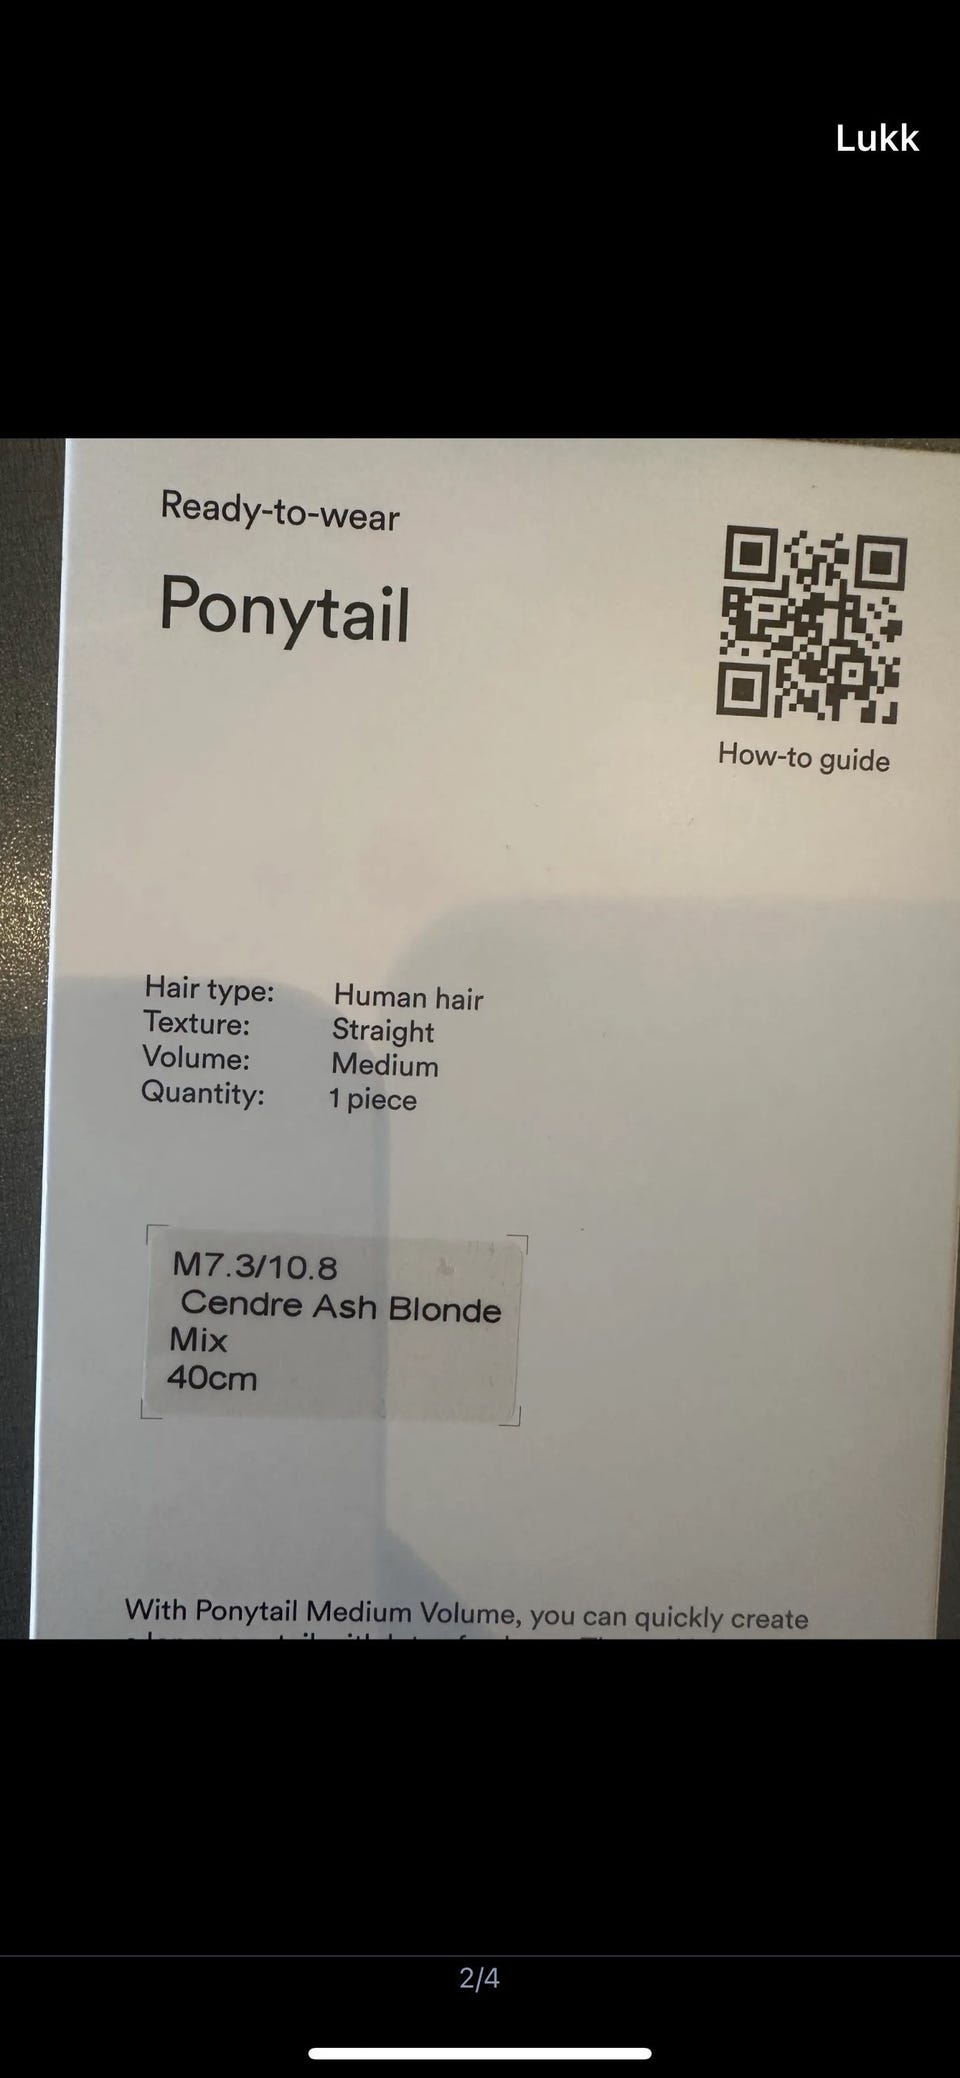 Lukk
Ready-to-wear
Ponytail
How-to guide
Hair type: Human hair
Texture: Straight
Volume: Medium
Quantity: 1 piece
M7.3/10.8
Cendre Ash Blonde
Mix
40cm
With Ponytail Medium Volume, you can quickly create
2/4